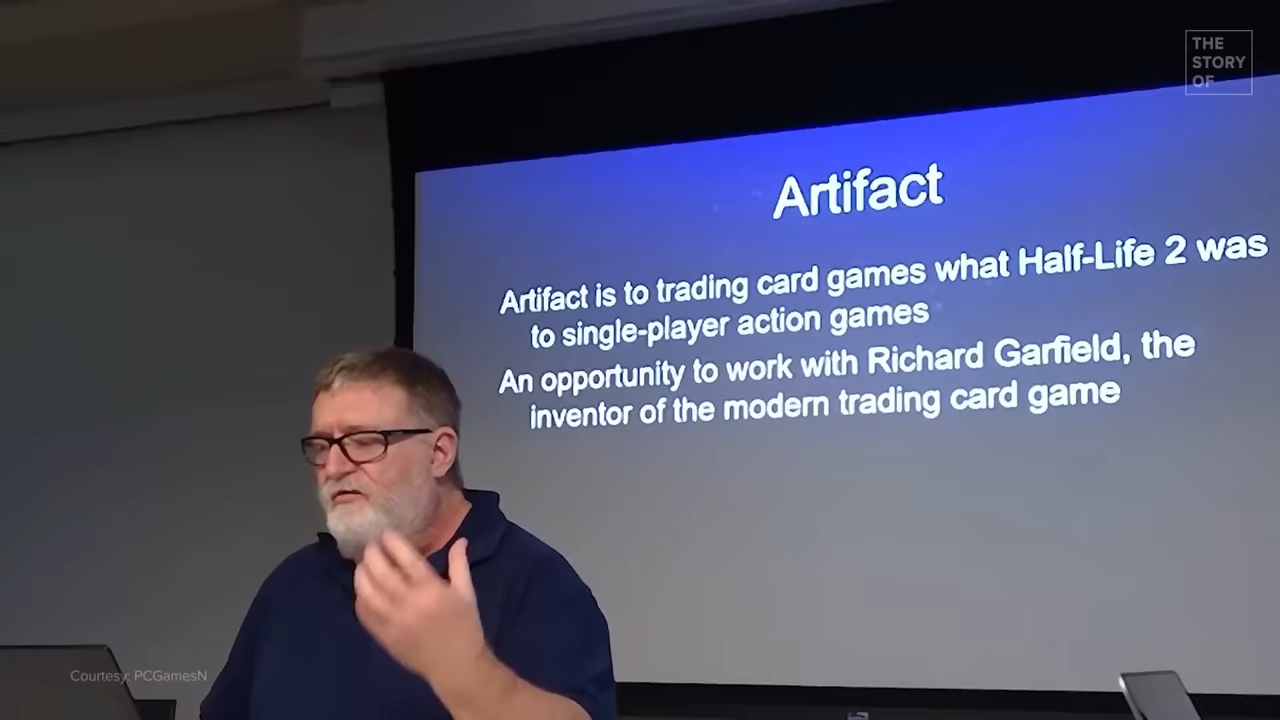 THE
STORY
OF
Artifact
Artifact is to trading card games what Half-Life 2 was
to single-player action games
An opportunity to work with Richard Garfield, the
inventor of the modern trading card game
Courtesy: PCGamesN